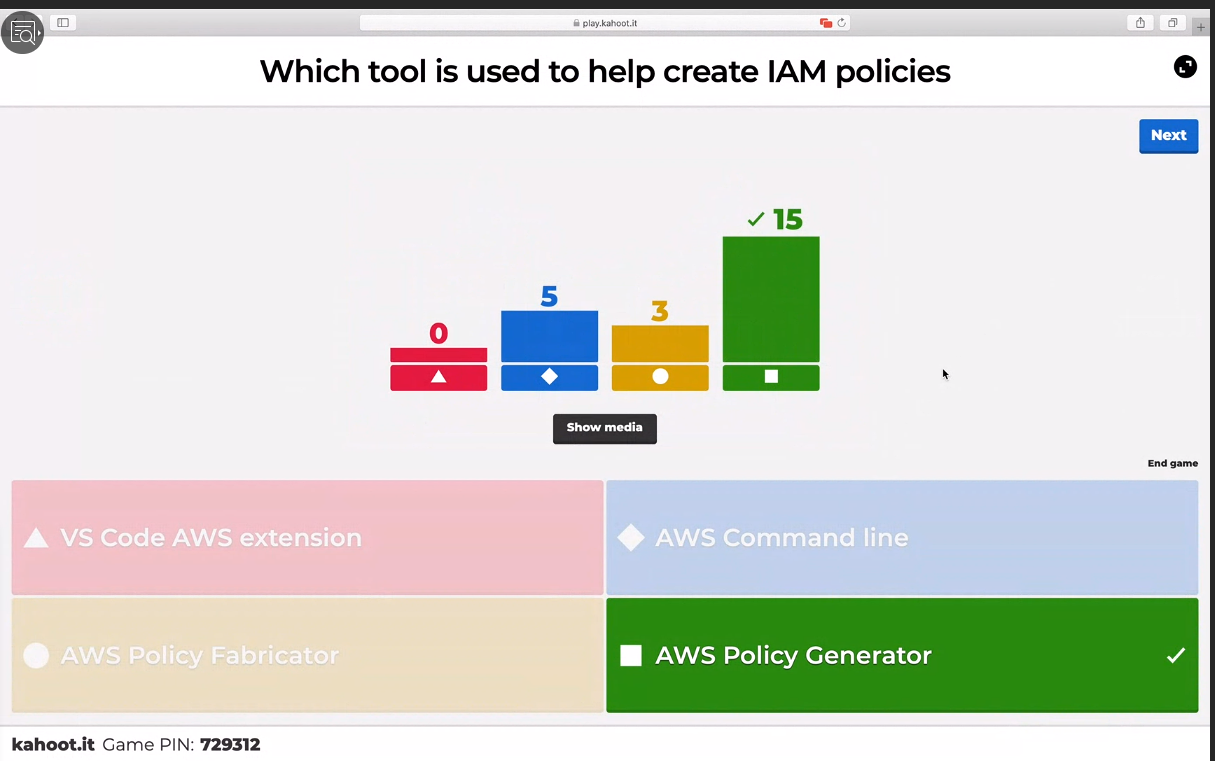 play.kahoot.it
Which tool is used to help create IAM policies
Next
0
5
3
15
Show media
End game
VS Code AWS extension
AWS Command line
AWS Policy Fabricator
AWS Policy Generator
kahoot.it Game PIN: 729312